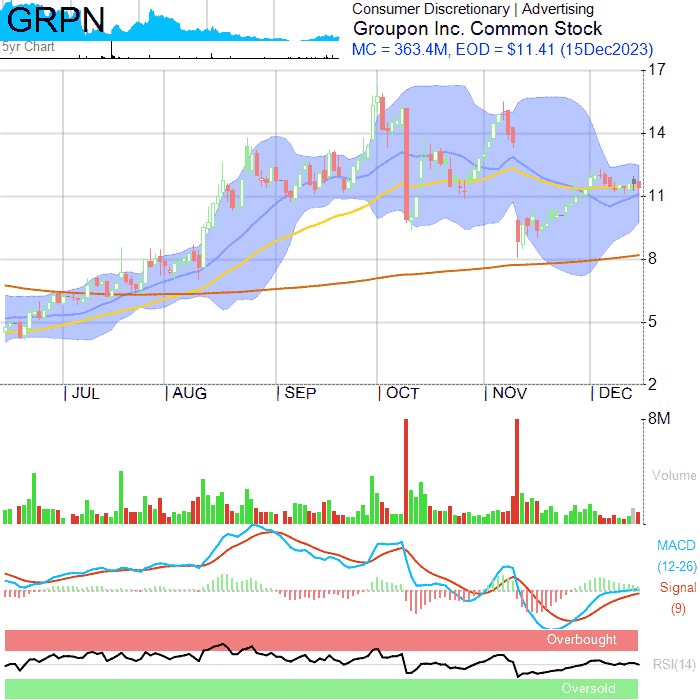 GRPN
5yr Chart
Consumer Discretionary | Advertising
Groupon Inc. Common Stock
MC = 363.4M, EOD = $11.41 (15Dec2023)
17
14
11
8
5
2
JUL
AUG
SEP
OCT
NOV
DEC
8M
Volume
MACD
(12-26)
Signal
(9)
Overbought
RSI(14)
Oversold